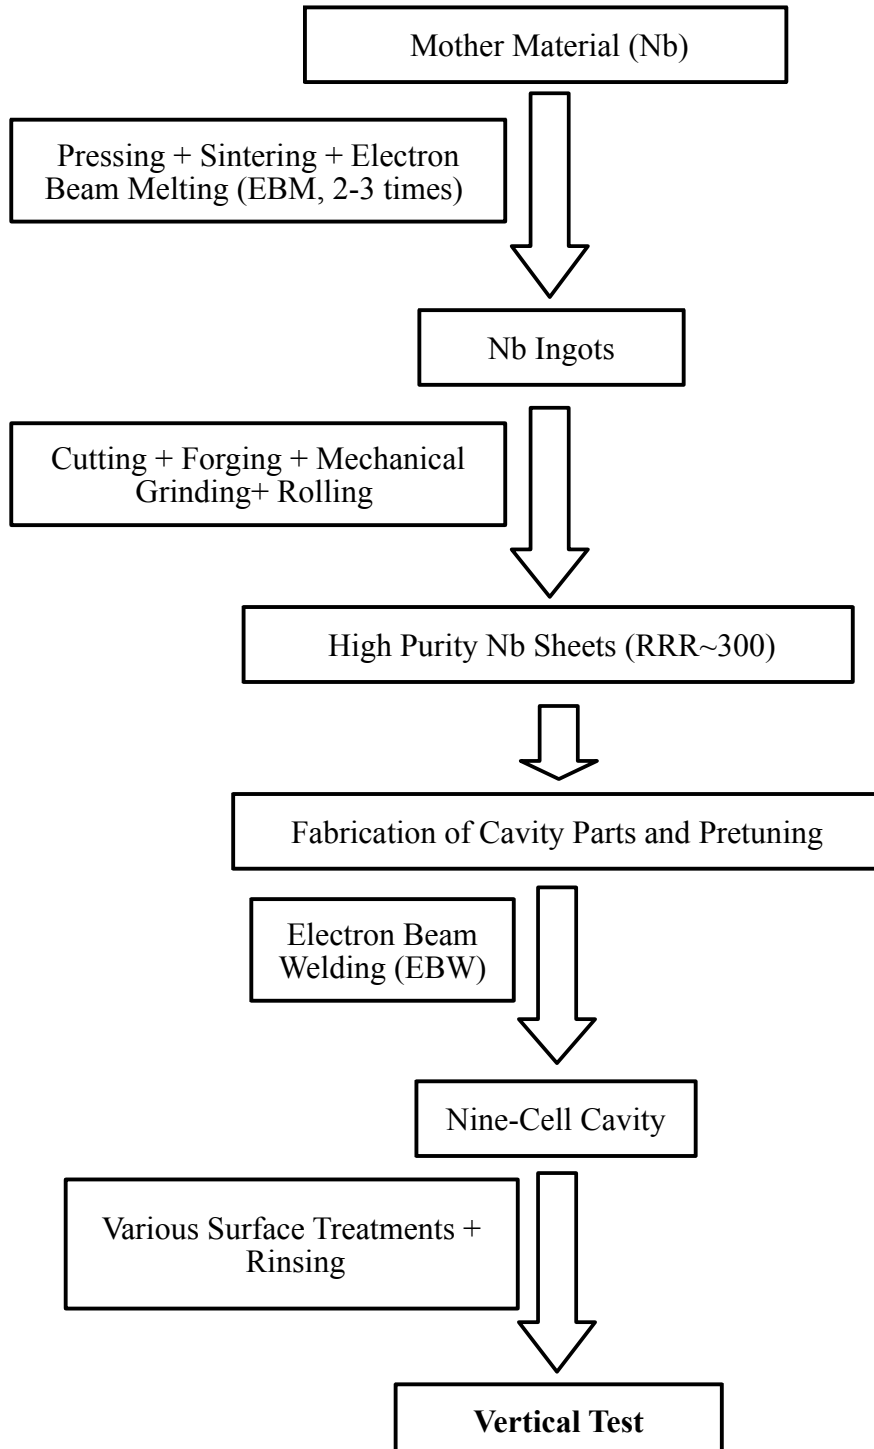 Mother Material (Nb)
Pressing + Sintering + Electron
Beam Melting (EBM, 2-3 times)
Nb Ingots
Cutting + Forging + Mechanical
Grinding+ Rolling
High Purity Nb Sheets (RRR~300)
Fabrication of Cavity Parts and Pretuning
Electron Beam
Welding (EBW)
Nine-Cell Cavity
Various Surface Treatments +
Rinsing
Vertical Test